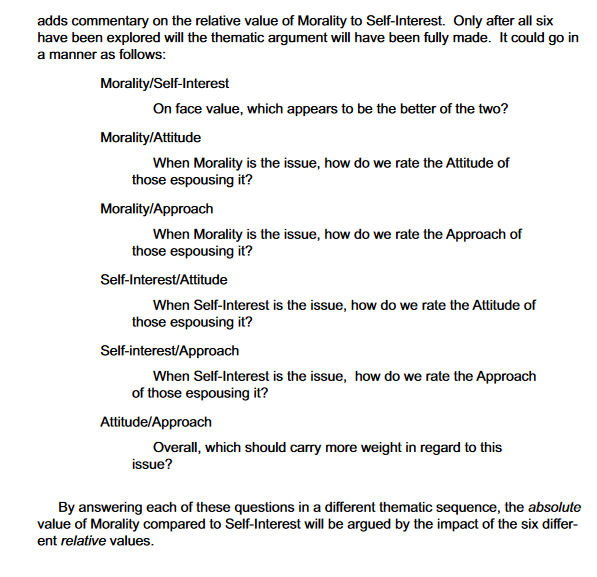 adds commentary on the relative value of Morality to Self-Interest.  Only after all six
have been explored will the thematic argument will have been fully made.  It could go in
a manner as follows:
Morality/Self-Interest
On face value, which appears to be the better of the two?
Morality/Attitude
When Morality is the issue, how do we rate the Attitude of
those espousing it?
Morality/Approach
When Morality is the issue, how do we rate the Approach of
those espousing it?
Self-Interest/Attitude
When Self-Interest is the issue, how do we rate the Attitude of
those espousing it?
Self-interest/Approach
When Self-Interest is the issue,  how do we rate the Approach
of those espousing it?
Attitude/Approach
Overall, which should carry more weight in regard to this
issue?
By answering each of these questions in a different thematic sequence, the absolute
value of Morality compared to Self-Interest will be argued by the impact of the six differ-
ent relative values.